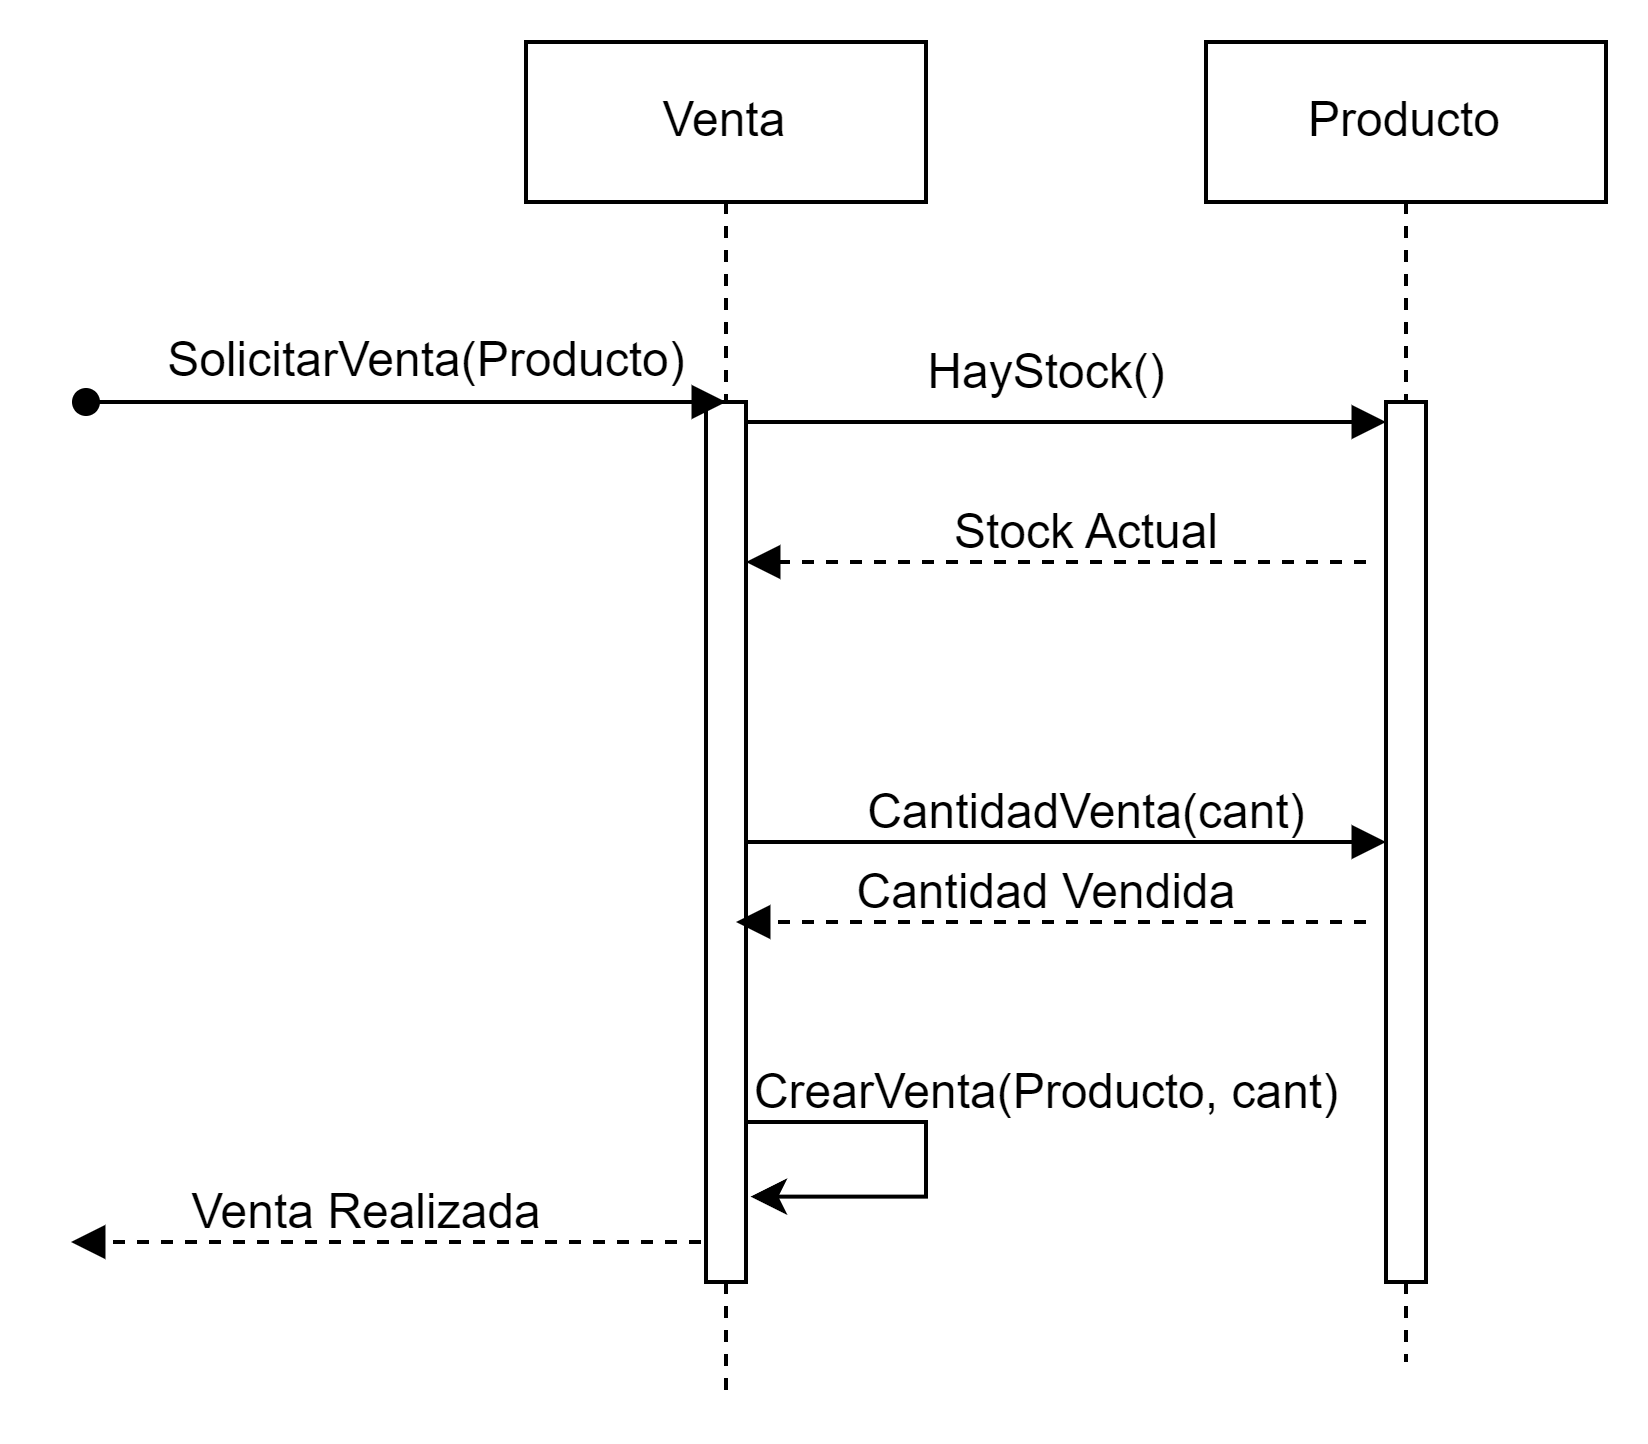 Venta
Producto
SolicitarVenta(Producto)
HayStock()
Stock Actual
CantidadVenta(cant)
Cantidad Vendida
CrearVenta(Producto, cant)
Venta Realizada